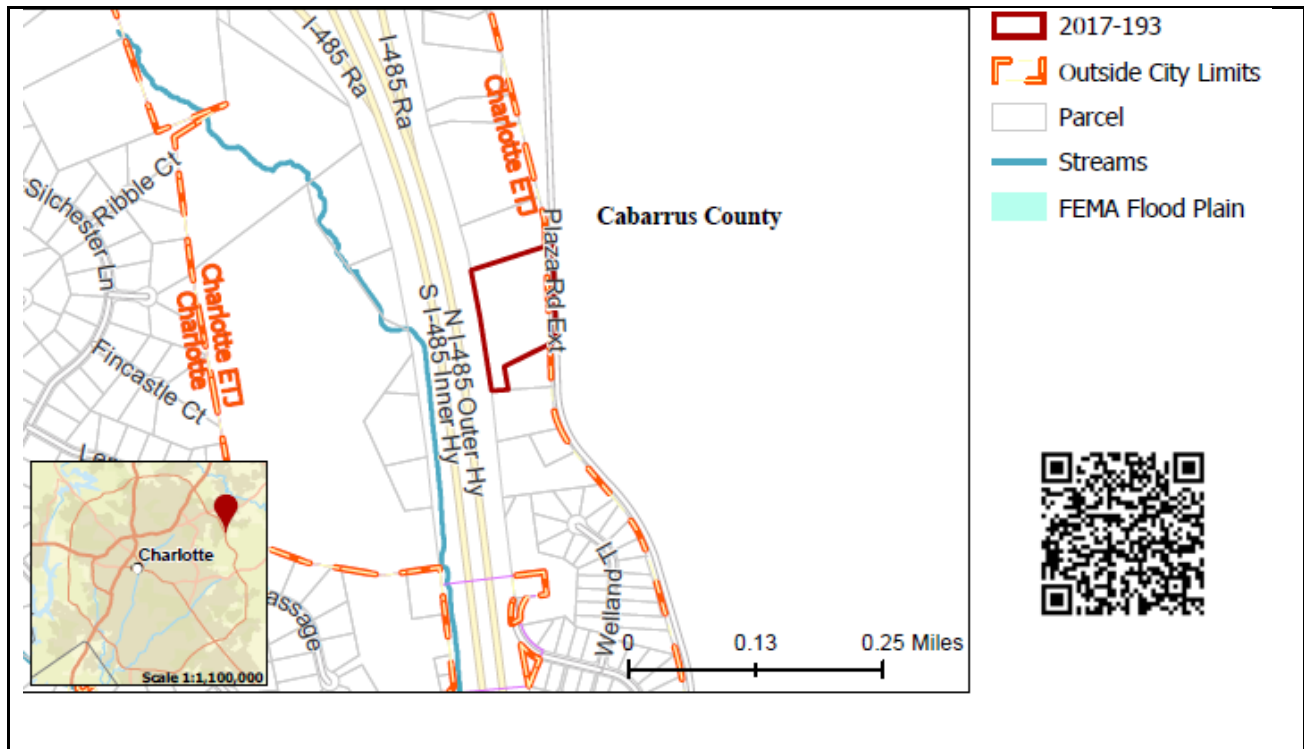 I-485 Ra
I-485 Ra
Charlotte ETJ
Ribble Ct
Silchester Ln
Cabarrus County
Plaza Rd Ext
Charlotte ETJ
Charlotte
S I-485 Inner Hy
N I-485 Outer Hy
Fincastle Ct
Charlotte
Scale 1:1,100,000
Welland
0 0.13 0.25 Miles
2017-193
Outside City Limits
Parcel
Streams
FEMA Flood Plain